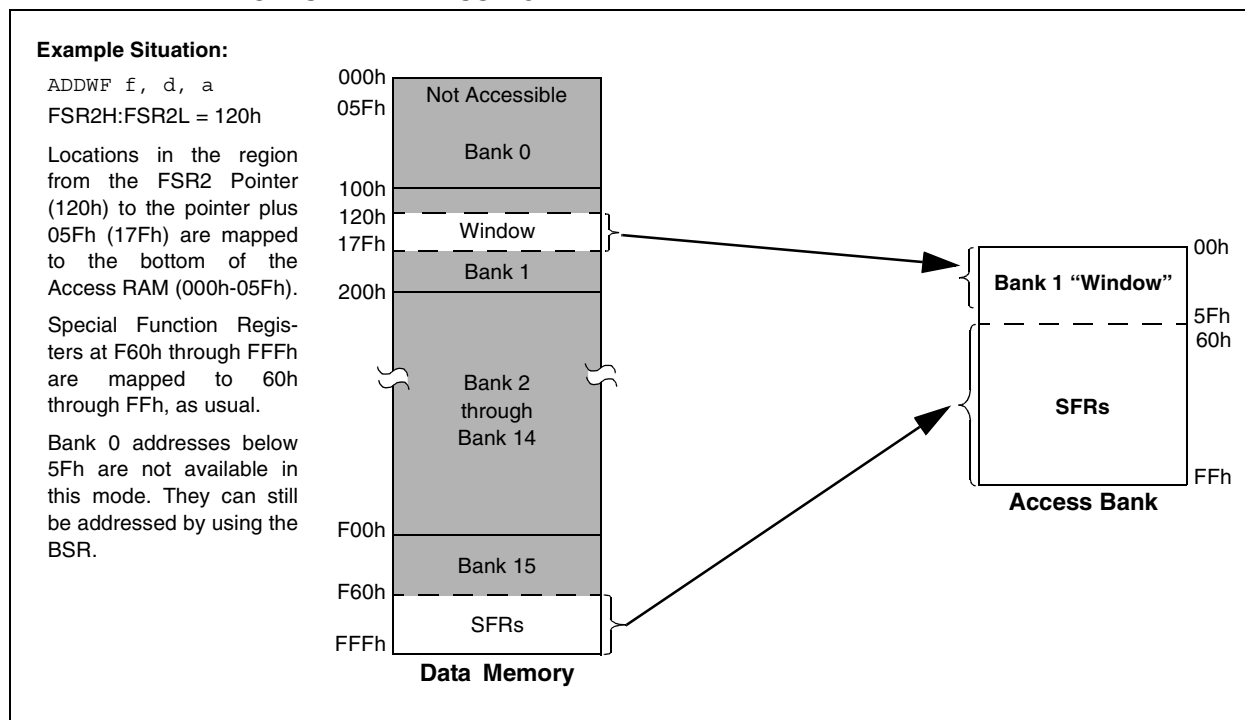 Example Situation:
ADDWF f, d, a
FSR2H:FSR2L = 120h
Locations in the region
from the FSR2 Pointer
(120h) to the pointer plus
05Fh (17Fh) are mapped
to the bottom of the
Access RAM (000h-05Fh).
Special Function Regis-
ters at F60h through FFFh
are mapped to 60h
through FFh, as usual.
Bank 0 addresses below
5Fh are not available in
this mode. They can still
be addressed by using the
BSR.
000h
05Fh
Not Accessible
Bank 0
100h
120h
Window
17Fh
Bank 1
200h
Bank 2
through
Bank 14
F00h
Bank 15
F60h
SFRs
FFFh
Data Memory
00h
Bank 1 “Window”
5Fh
60h
SFRs
FFh
Access Bank